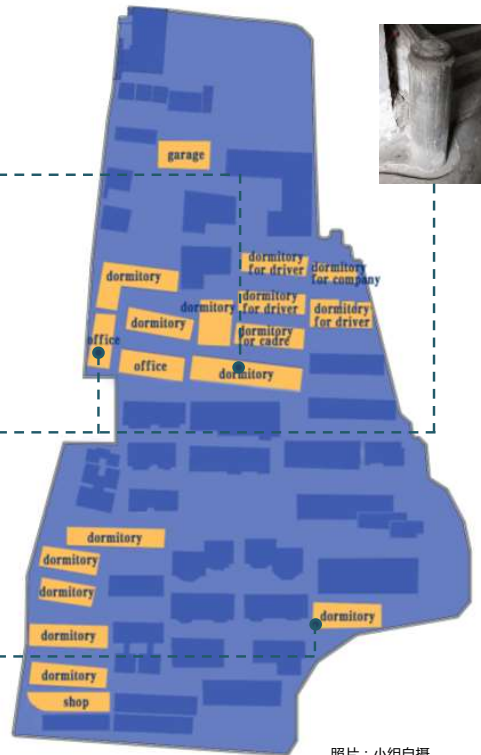 garage
dormitory
for driver
dormitory
for company
dormitory
dormitory
for driver
dormitory
dormitory
for driver
dormitory
dormitory
for cadre
office
office
dormitory
dormitory
dormitory
dormitory
dormitory
dormitory
dormitory
shop
照片：小组自摄